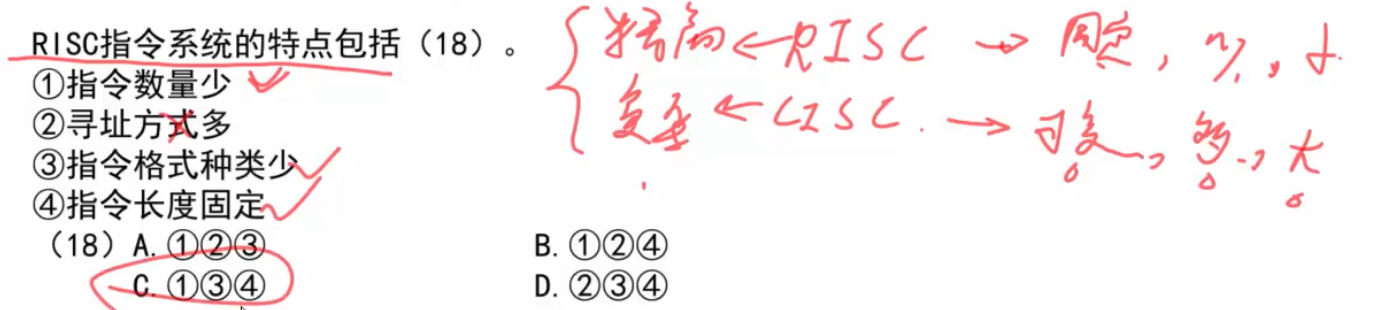 RISC指令系统的特点包括（18）。
①指令数量少
②寻址方式多
③指令格式种类少
④指令长度固定
（18）A.①②③ B.①②④
C.①③④ D.②③④
精简←RISC → 固定，少，小
复杂←CISC. → 可变，多，大